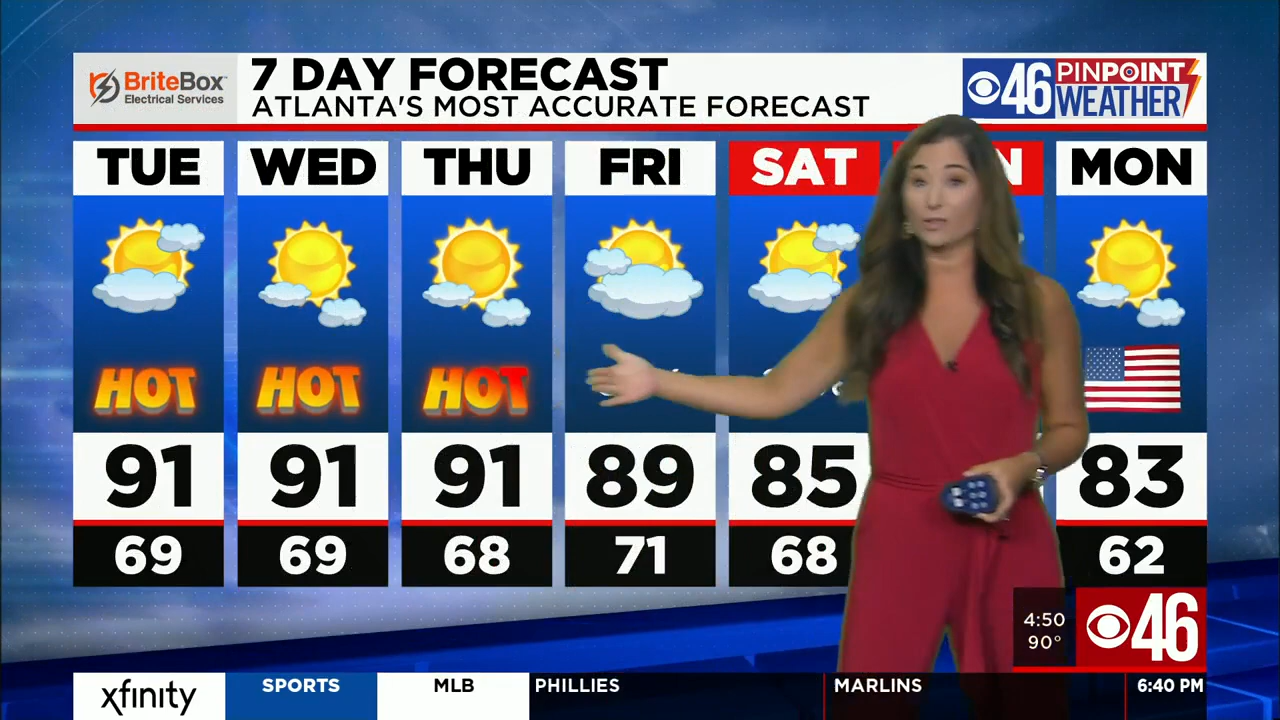 BriteBox
Electrical Services
7 DAY FORECAST
ATLANTA'S MOST ACCURATE FORECAST
46 PINPOINT
WEATHER
TUE WED THU FRI SAT N MON
HOT HOT HOT
91 91 91 89 85 83
69 69 68 71 68 62
4:50
90°
46
xfinity SPORTS MLB PHILLIES MARLINS 6:40 PM